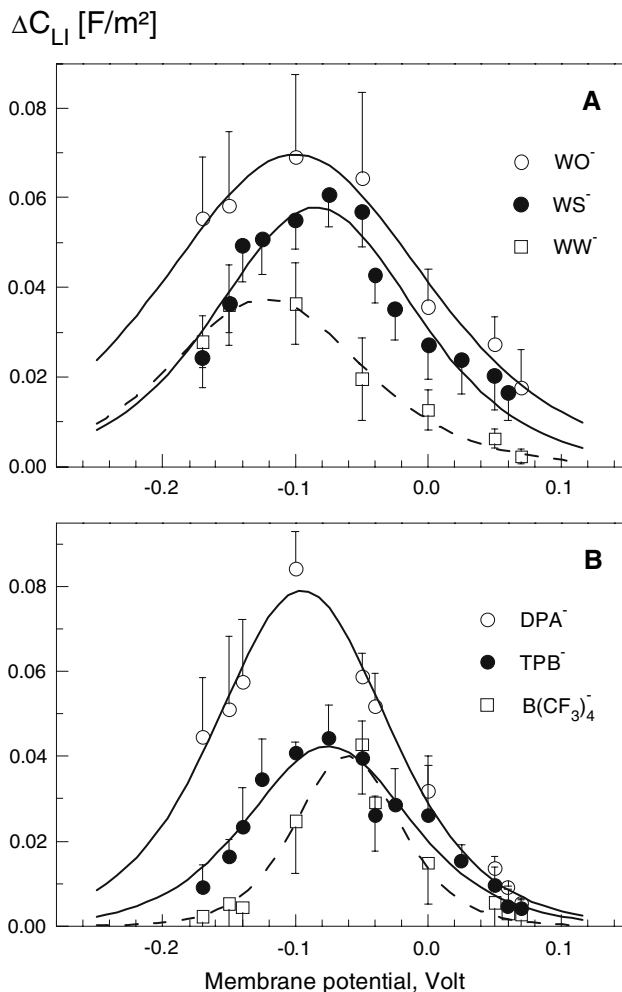 ΔC_LI [F/m²]
A
WO⁻
WS⁻
WW⁻
0.08
0.06
0.04
0.02
0.00
-0.2 -0.1 0.0 0.1
B
DPA⁻
TPB⁻
B(CF₃)₄⁻
0.08
0.06
0.04
0.02
0.00
-0.2 -0.1 0.0 0.1
Membrane potential, Volt